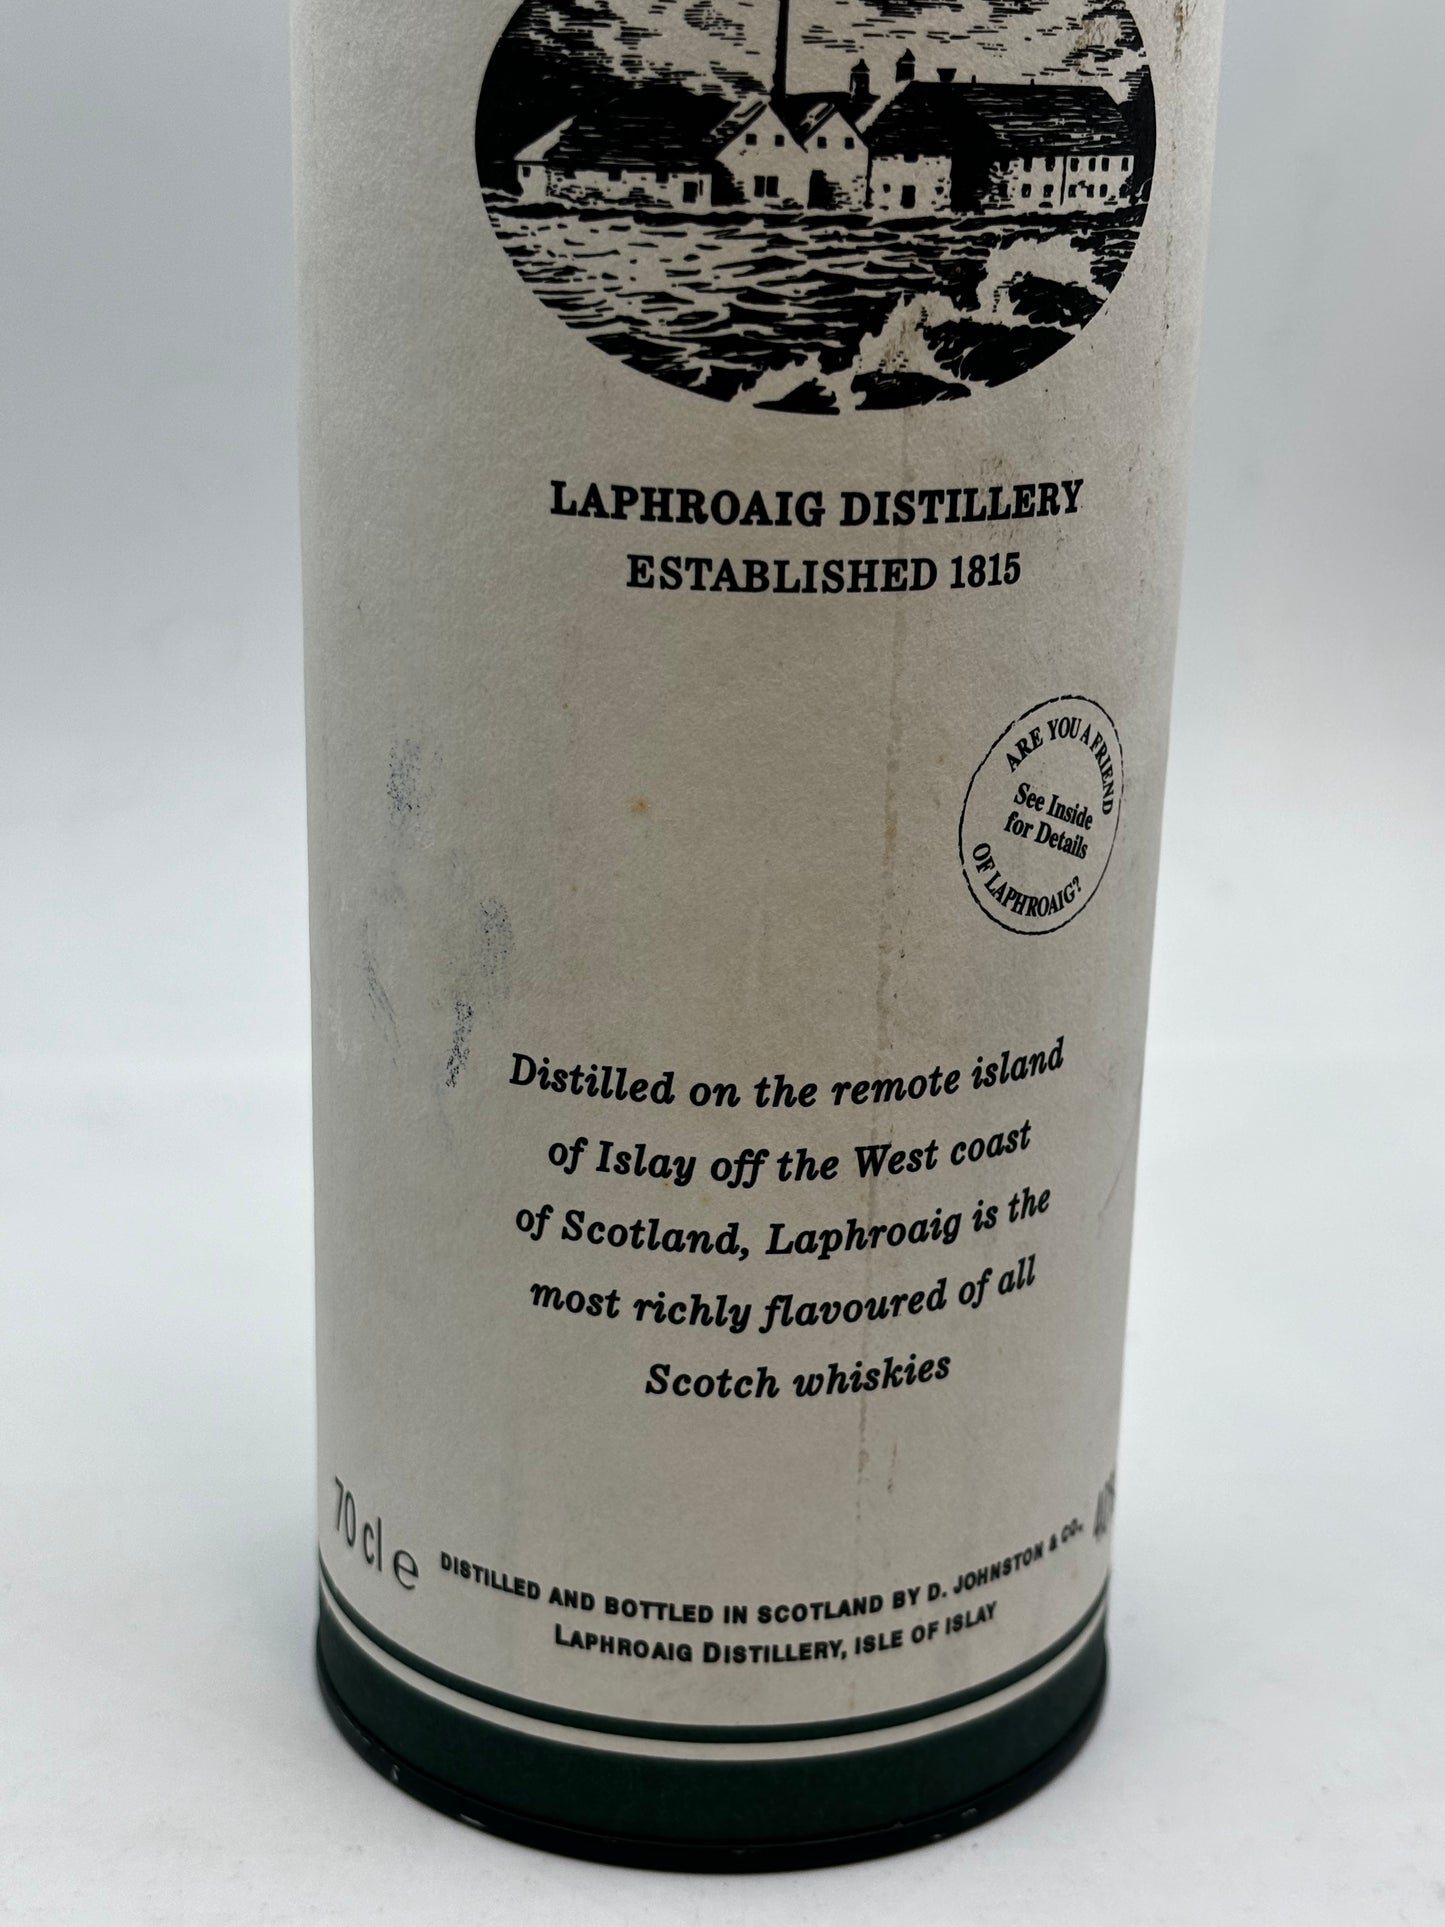 LAPHROAIG DISTILLERY
ESTABLISHED 1815
ARE YOU A FRIEND
See Inside
for Details
OF LAPHROAIG?
Distilled on the remote island
of Islay off the West coast
of Scotland, Laphroaig is the
most richly flavoured of all
Scotch whiskies
70 cl e
DISTILLED AND BOTTLED IN SCOTLAND BY D. JOHNSTON & CO.,
LAPHROAIG DISTILLERY, ISLE OF ISLAY